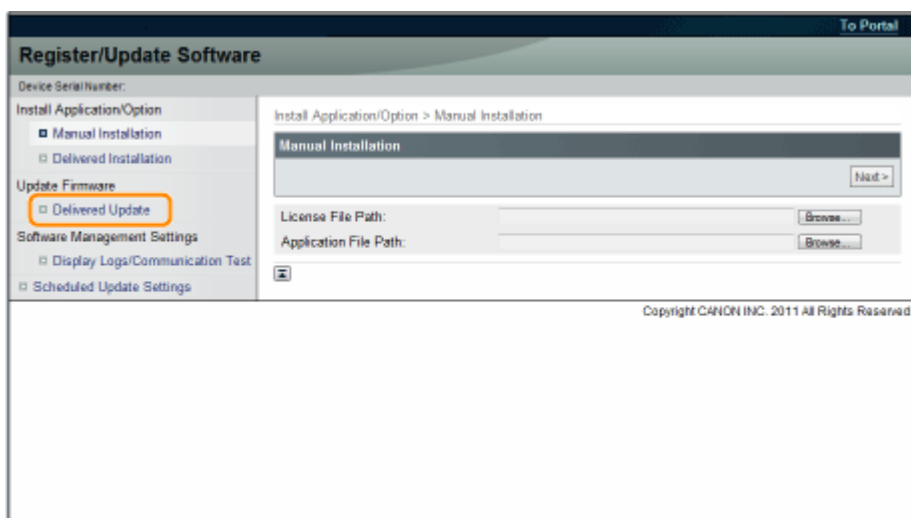 To Portal
Register/Update Software
Device Serial Number:
Install Application/Option
Manual Installation
Delivered Installation
Update Firmware
Delivered Update
Software Management Settings
Display Logs/Communication Test
Scheduled Update Settings
Install Application/Option > Manual Installation
Manual Installation
Next >
License File Path:
Browse...
Application File Path:
Browse...
Copyright CANON INC. 2011 All Rights Reserved